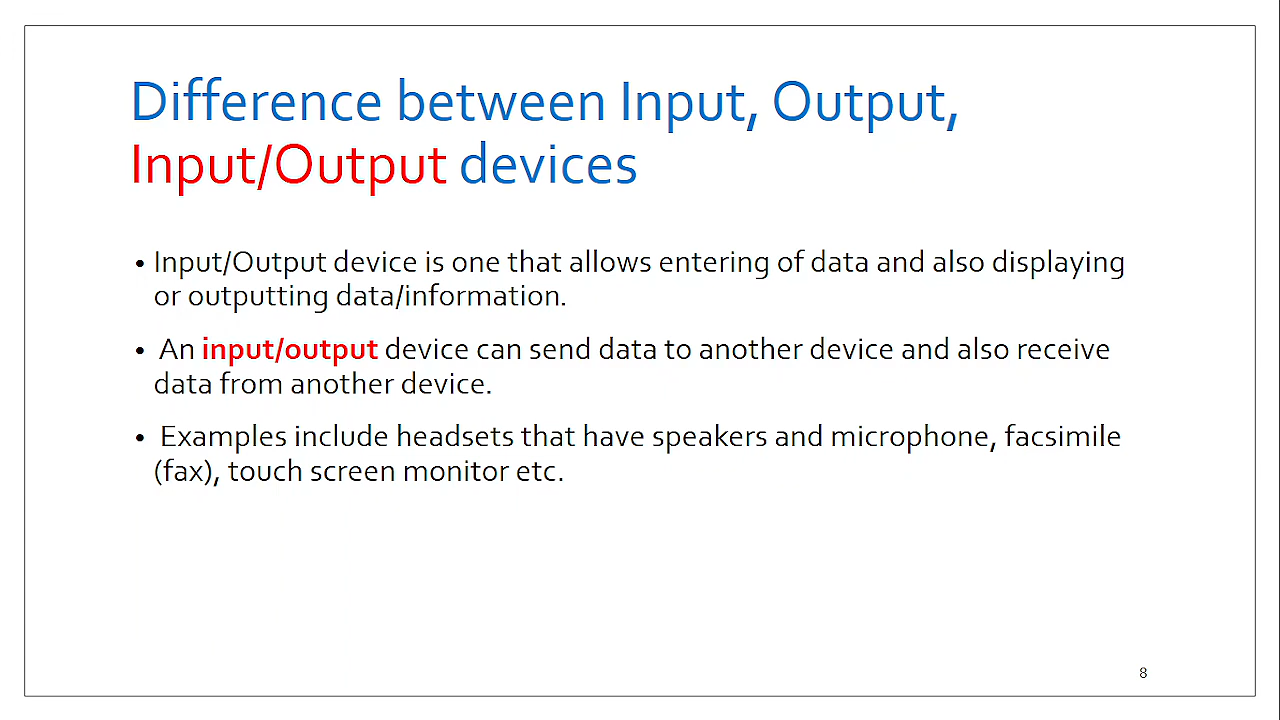 Difference between Input, Output,
Input/Output devices
• Input/Output device is one that allows entering of data and also displaying
or outputting data/information.
• An input/output device can send data to another device and also receive
data from another device.
• Examples include headsets that have speakers and microphone, facsimile
(fax), touch screen monitor etc.
8